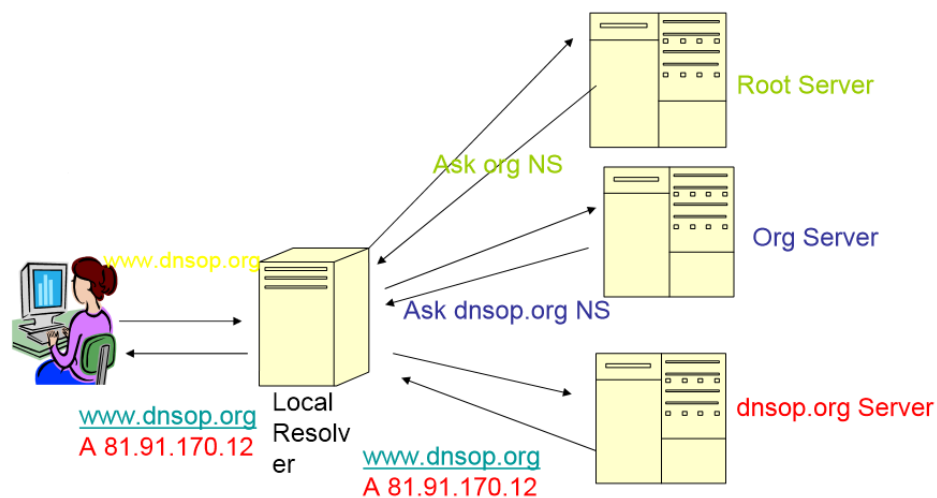 Root Server
Ask org NS
www.dnsop.org
Org Server
Ask dnsop.org NS
www.dnsop.org
A 81.91.170.12
Local
Resolv
er
dnsop.org Server
www.dnsop.org
A 81.91.170.12